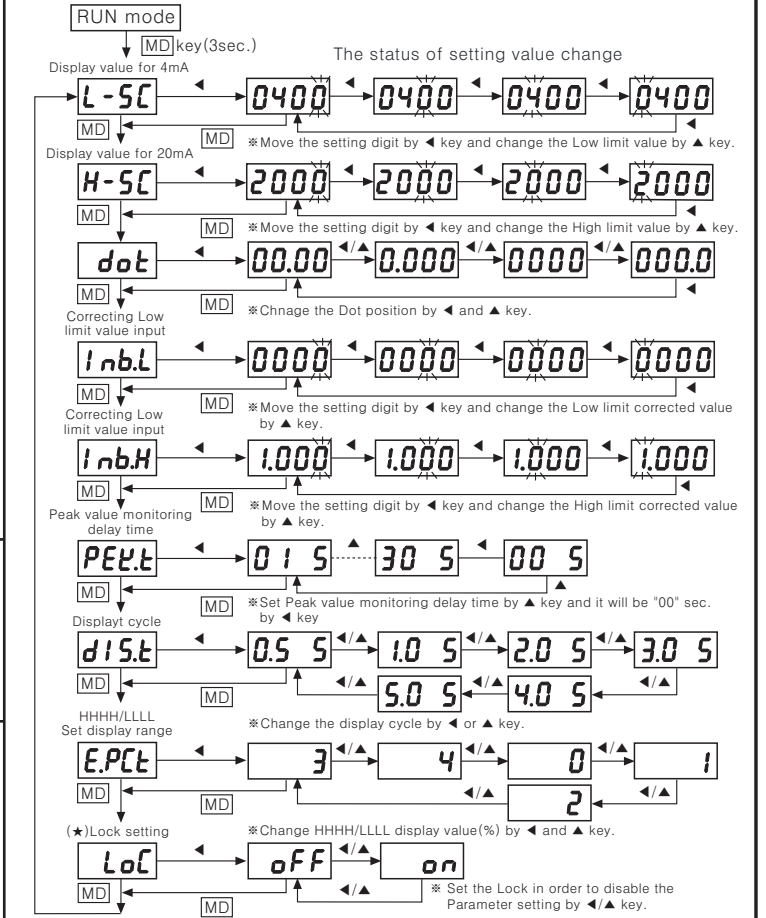 RUN mode
MD key(3sec.)
The status of setting value change
Display value for 4mA
L-SC ◀ 0400 ◀ 0400 ◀ 0400 ◀ 0400
◀
MD MD
※Move the setting digit by ◀ key and change the Low limit value by ▲ key.
Display value for 20mA
H-SC ◀ 2000 ◀ 2000 ◀ 2000 ◀ 2000
◀
MD MD
※Move the setting digit by ◀ key and change the High limit value by ▲ key.
dot ◀ 00.00 ◀/▲ 0.000 ◀/▲ 0000 ◀/▲ 000.0
◀
MD MD
※Chnage the Dot position by ◀ and ▲ key.
Correcting Low
limit value input
Inb.L ◀ 0000 ◀ 0000 ◀ 0000 ◀ 0000
◀
MD MD
※Move the setting digit by ◀ key and change the Low limit corrected value
by ▲ key.
Correcting Low
limit value input
Inb.H ◀ 1.000 ◀ 1.000 ◀ 1.000 ◀ 1.000
◀
MD MD
※Move the setting digit by ◀ key and change the High limit corrected value
by ▲ key.
Peak value monitoring
delay time
PEK.t ◀ 01 S ▲ 30 S ◀ 00 S
▲
MD MD
※Set Peak value monitoring delay time by ▲ key and it will be "00" sec.
by ◀ key
Displayt cycle
dIS.t ◀ 0.5 S ◀/▲ 1.0 S ◀/▲ 2.0 S ◀/▲ 3.0 S
◀/▲ 5.0 S ◀/▲ 4.0 S ◀/▲
MD MD
※Change the display cycle by ◀ or ▲ key.
HHHH/LLLL
Set display range
E.PCt ◀ 3 ◀/▲ 4 ◀/▲ 0 ◀/▲ 1
◀/▲ 2 ◀/▲
MD MD
※Change HHHH/LLLL display value(%) by ◀ and ▲ key.
(★)Lock setting
LoC ◀ oFF ◀/▲ on
◀/▲
MD MD
※ Set the Lock in order to disable the
Parameter setting by ◀/▲ key.